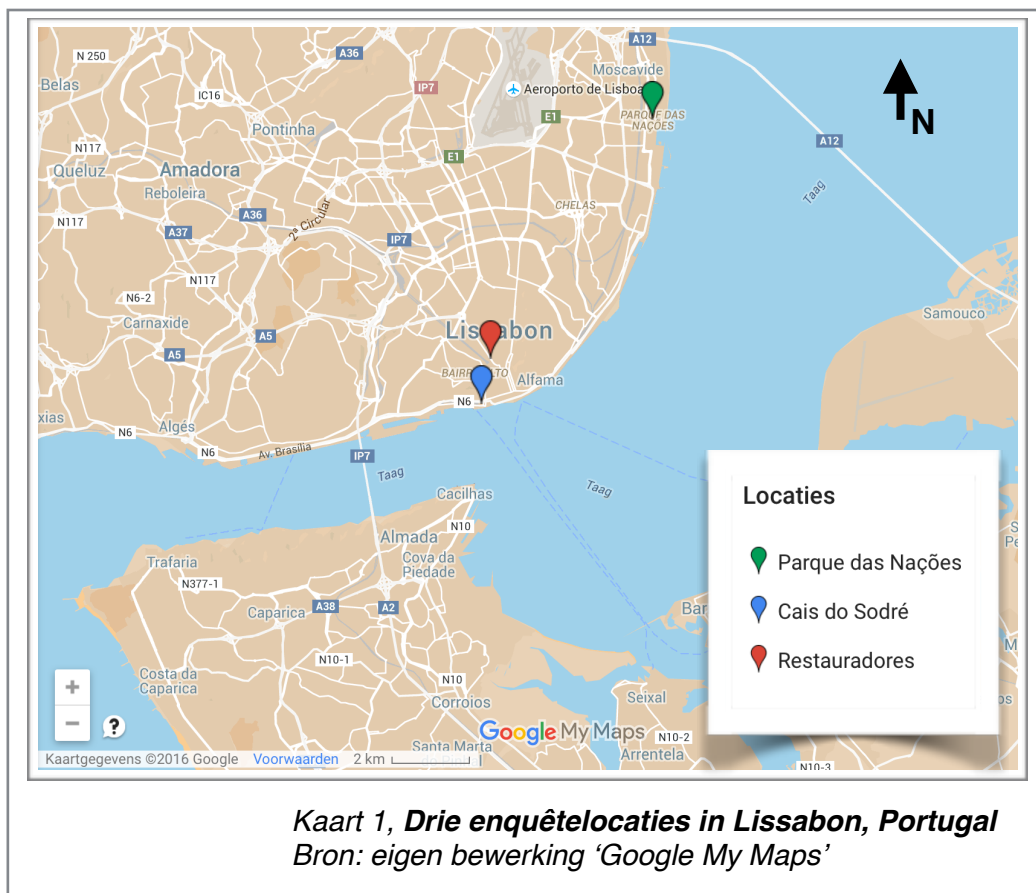 N 250
A36
A12
Moscavide
Belas
IP7
Aeroporto de Lisboa
IC16
PARQUE DAS
NAÇÕES
N
Pontinha
E1
A12
N117
E1
Queluz
Amadora
Taag
Reboleira
CHELAS
A36
N117
A37
2ª Circular
IP7
N117
N6-2
Samouco
Carnaxide
A5
Lissabon
A5
BAIRRO ALTO
Alfama
N6
N6
Algés
N6
Av. Brasília
IP7
Taag
Taag
Cacilhas
Locaties
N10
Almada
Trafaria
Cova da
Piedade
Parque das Nações
N377-1
Caparica
A38
A2
Cais do Sodré
N10-1
Restauradores
Costa da
Caparica
N10
Seixal
Corroios
Google My Maps
N10-2
Santa Marta
Arrentela
Kaartgegevens ©2016 Google Voorwaarden 2 km
N10-3
Kaart 1, Drie enquêtelocaties in Lissabon, Portugal
Bron: eigen bewerking ‘Google My Maps’